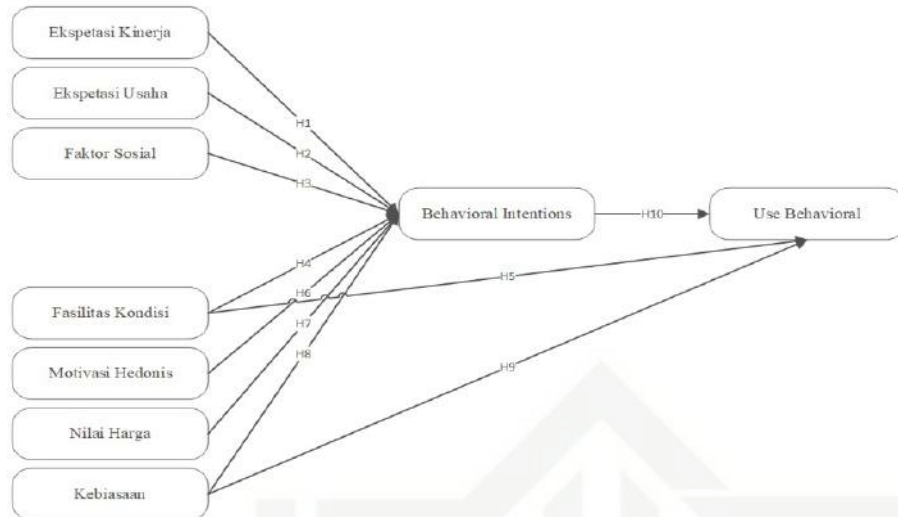 Ekspetasi Kinerja
Ekspetasi Usaha
Faktor Sosial
Fasilitas Kondisi
Motivasi Hedonis
Nilai Harga
Kebiasaan
H1
H2
H3
H4
H6
H7
H8
Behavioral Intentions
H10
H5
H9
Use Behavioral